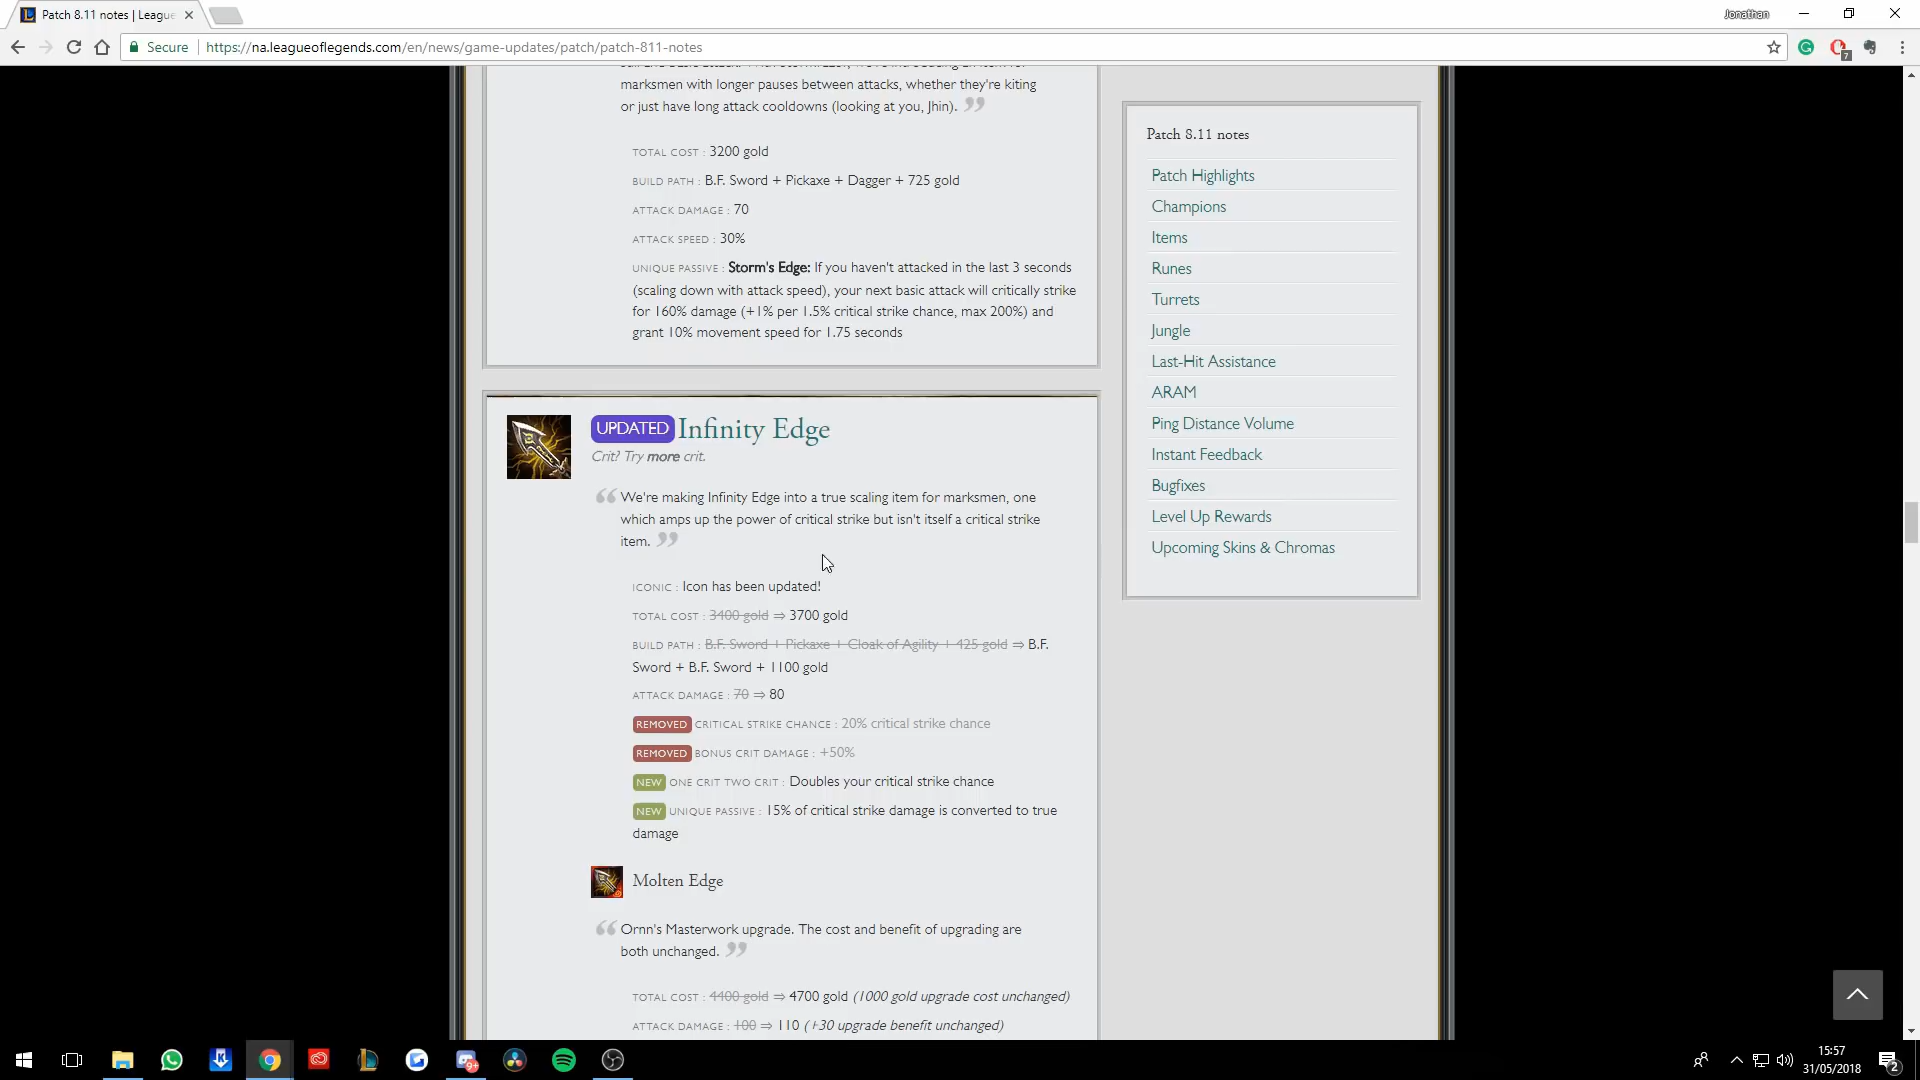 Patch 8.11 notes | Leagu
Jonathan
Secure
https://na.leagueoflegends.com/en/news/game-updates/patch/patch-811-notes
7
marksmen with longer pauses between attacks, whether they're kiting
or just have long attack cooldowns (looking at you, Jhin). ”
TOTAL COST : 3200 gold
BUILD PATH : B.F. Sword + Pickaxe + Dagger + 725 gold
ATTACK DAMAGE : 70
ATTACK SPEED : 30%
UNIQUE PASSIVE : Storm's Edge: If you haven't attacked in the last 3 seconds
(scaling down with attack speed), your next basic attack will critically strike
for 160% damage (+1% per 1.5% critical strike chance, max 200%) and
grant 10% movement speed for 1.75 seconds
UPDATED Infinity Edge
Crit? Try more crit.
“ We're making Infinity Edge into a true scaling item for marksmen, one
which amps up the power of critical strike but isn't itself a critical strike
item. ”
ICONIC : Icon has been updated!
TOTAL COST : 3400 gold ⇒ 3700 gold
BUILD PATH : B.F. Sword + Pickaxe + Cloak of Agility + 425 gold ⇒ B.F.
Sword + B.F. Sword + 1100 gold
ATTACK DAMAGE : 70 ⇒ 80
REMOVED CRITICAL STRIKE CHANCE : 20% critical strike chance
REMOVED BONUS CRIT DAMAGE : +50%
NEW ONE CRIT TWO CRIT : Doubles your critical strike chance
NEW UNIQUE PASSIVE : 15% of critical strike damage is converted to true
damage
Molten Edge
“ Ornn's Masterwork upgrade. The cost and benefit of upgrading are
both unchanged. ”
TOTAL COST : 4400 gold ⇒ 4700 gold (1000 gold upgrade cost unchanged)
ATTACK DAMAGE : 100 ⇒ 110 (+30 upgrade benefit unchanged)
Patch 8.11 notes
Patch Highlights
Champions
Items
Runes
Turrets
Jungle
Last-Hit Assistance
ARAM
Ping Distance Volume
Instant Feedback
Bugfixes
Level Up Rewards
Upcoming Skins & Chromas
15:57
31/05/2018
2